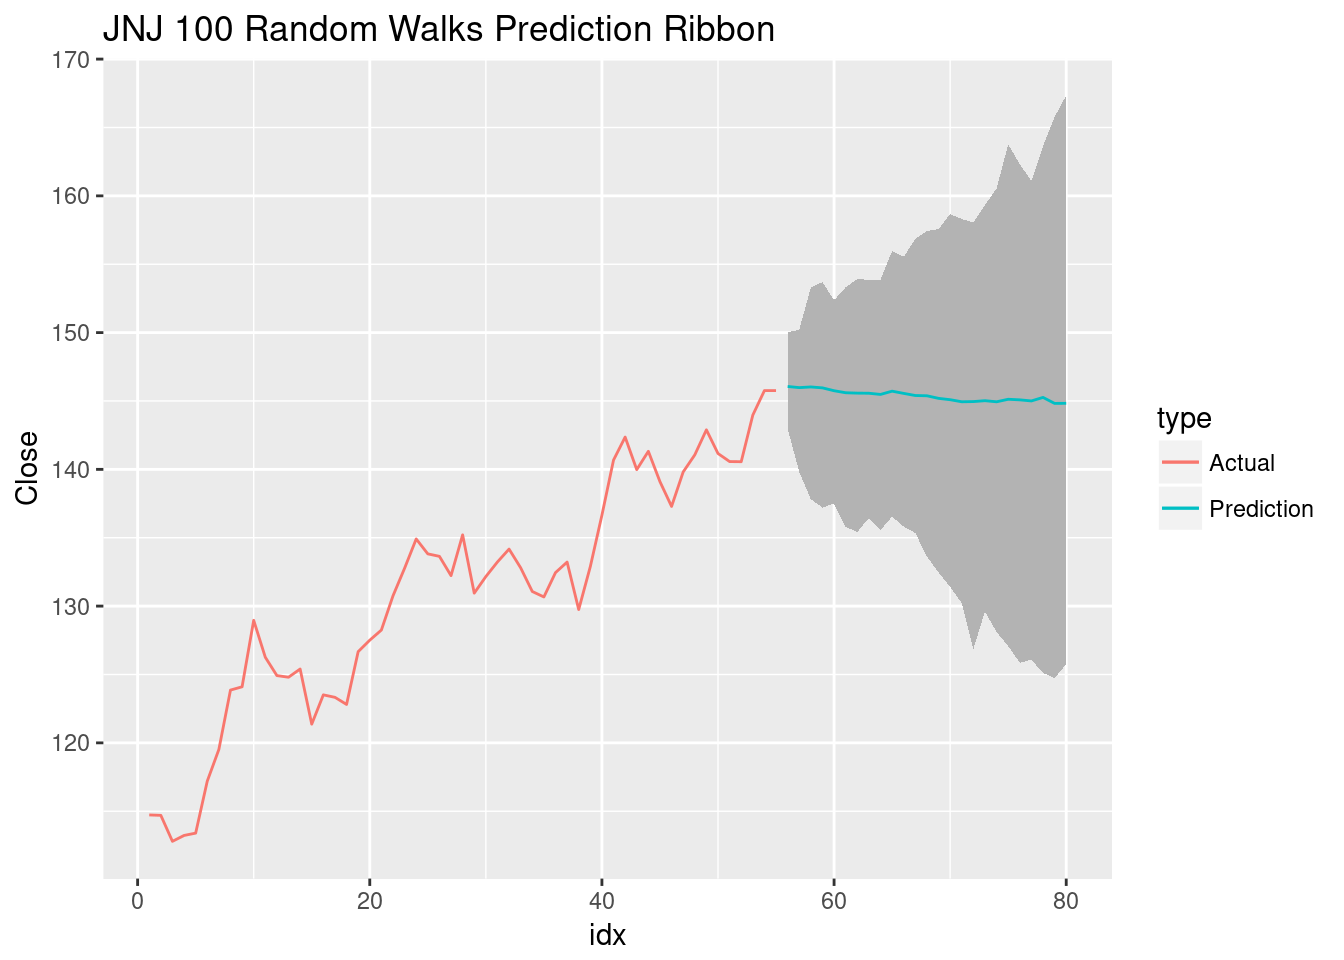 JNJ 100 Random Walks Prediction Ribbon
170
160
150
140
130
120
Close
0 20 40 60 80
idx
type
Actual
Prediction